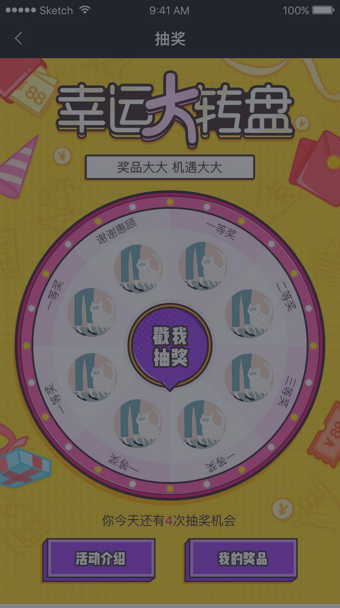 Sketch 9:41 AM 100%
抽奖
88
幸运大转盘
奖品大大 机遇大大
谢谢惠顾
一等奖
一等奖
二等奖
戳我
抽奖
一等奖
三等奖
一等奖
一等奖
你今天还有4次抽奖机会
活动介绍
我的奖品